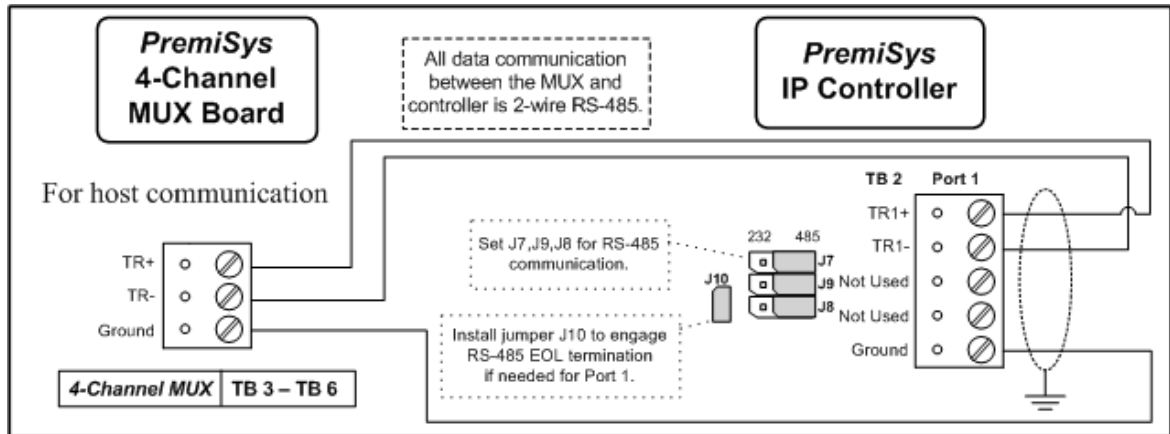 PremiSys
4-Channel
MUX Board
All data communication
between the MUX and
controller is 2-wire RS-485.
PremiSys
IP Controller
For host communication
TR+
TR-
Ground
4-Channel MUX TB 3 – TB 6
Set J7,J9,J8 for RS-485
communication.
Install jumper J10 to engage
RS-485 EOL termination
if needed for Port 1.
J10
232 485
J7
J9
J8
TB 2 Port 1
TR1+
TR1-
Not Used
Not Used
Ground